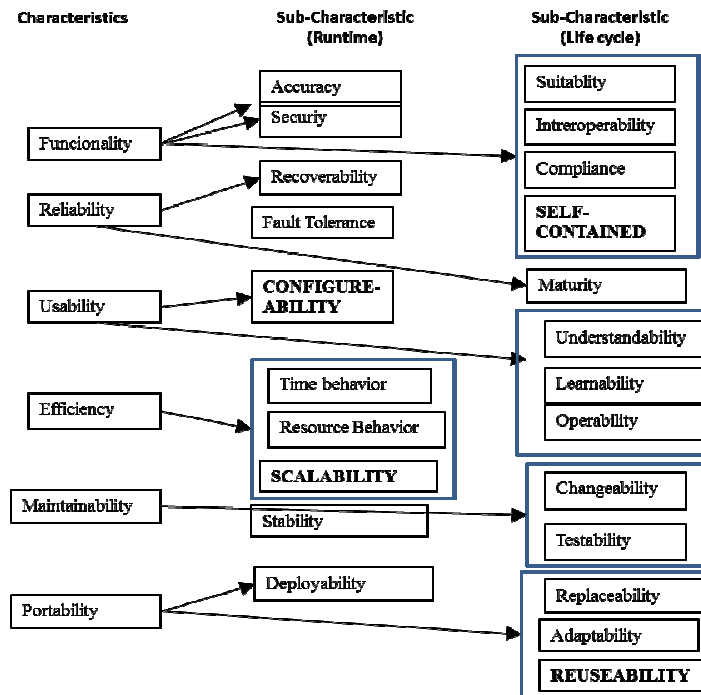 Characteristics
Sub-Characteristic
(Runtime)
Sub-Characteristic
(Life cycle)
Accuracy
Securiy
Suitablity
Intreroperability
Compliance
SELF-
CONTAINED
Funcionality
Recoverability
Reliability
Fault Tolerance
Maturity
Usability
CONFIGURE-
ABILITY
Understandability
Learnability
Operability
Efficiency
Time behavior
Resource Behavior
SCALABILITY
Maintainability
Stability
Changeability
Testability
Portability
Deployability
Replaceability
Adaptability
REUSEABILITY